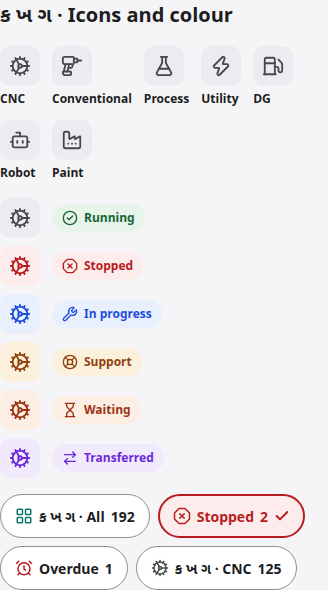 ક ખ ગ · Icons and colour
CNC Conventional Process Utility DG
Robot Paint
Running
Stopped
In progress
Support
Waiting
Transferred
ક ખ ગ · All 192 Stopped 2
Overdue 1 ક ખ ગ · CNC 125